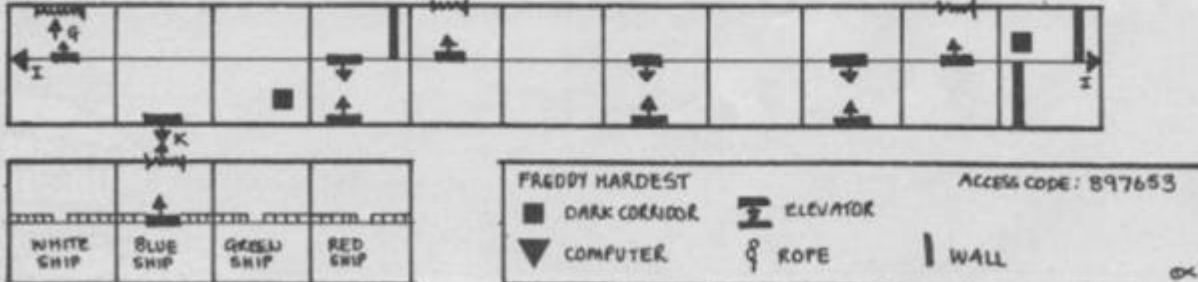 G
I
I
K
FREDDY HARDEST
ACCESS CODE: 897653
DARK CORRIDOR
ELEVATOR
COMPUTER
ROPE
WALL
WHITE SHIP
BLUE SHIP
GREEN SHIP
RED SHIP